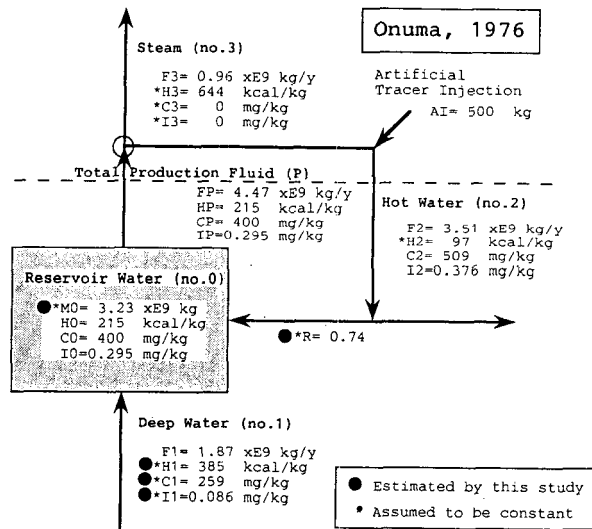 Onuma, 1976
Steam (no.3)
F3= 0.96 xE9 kg/y
*H3= 644 kcal/kg
*C3= 0 mg/kg
*I3= 0 mg/kg
Artificial
Tracer Injection
AI= 500 kg
Total Production Fluid (P)
FP= 4.47 xE9 kg/y
HP= 215 kcal/kg
CP= 400 mg/kg
IP=0.295 mg/kg
Hot Water (no.2)
F2= 3.51 xE9 kg/y
*H2= 97 kcal/kg
C2= 509 mg/kg
I2=0.376 mg/kg
Reservoir Water (no.0)
●*M0= 3.23 xE9 kg
H0= 215 kcal/kg
C0= 400 mg/kg
I0=0.295 mg/kg
●*R= 0.74
Deep Water (no.1)
F1= 1.87 xE9 kg/y
●*H1= 385 kcal/kg
●*C1= 259 mg/kg
●*I1=0.086 mg/kg
● Estimated by this study
* Assumed to be constant